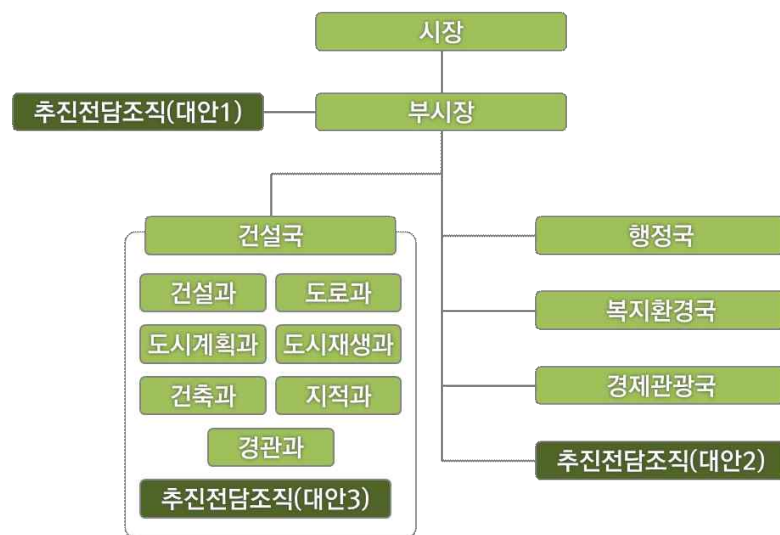 시장
추진전담조직(대안1)
부시장
건설국
행정국
건설과
도로과
복지환경국
도시계획과
도시재생과
건축과
지적과
경제관광국
경관과
추진전담조직(대안2)
추진전담조직(대안3)